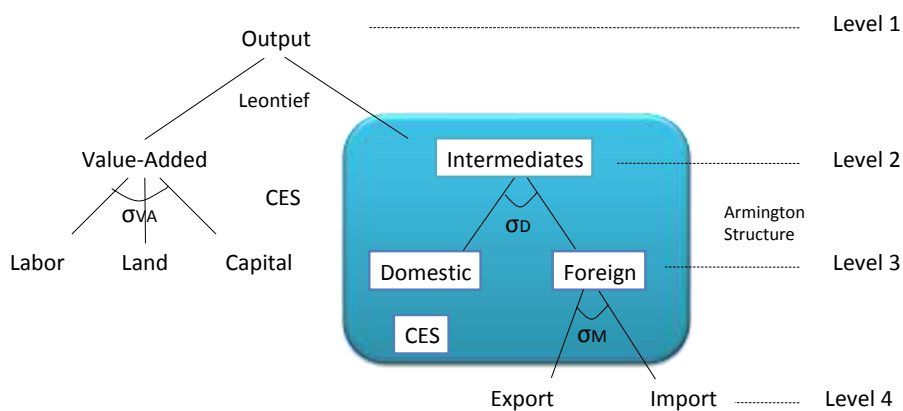 Output
Level 1
Leontief
Value-Added
Intermediates
Level 2
CES
σVA
σD
Armington
Structure
Labor
Land
Capital
Domestic
Foreign
Level 3
CES
σM
Export
Import
Level 4